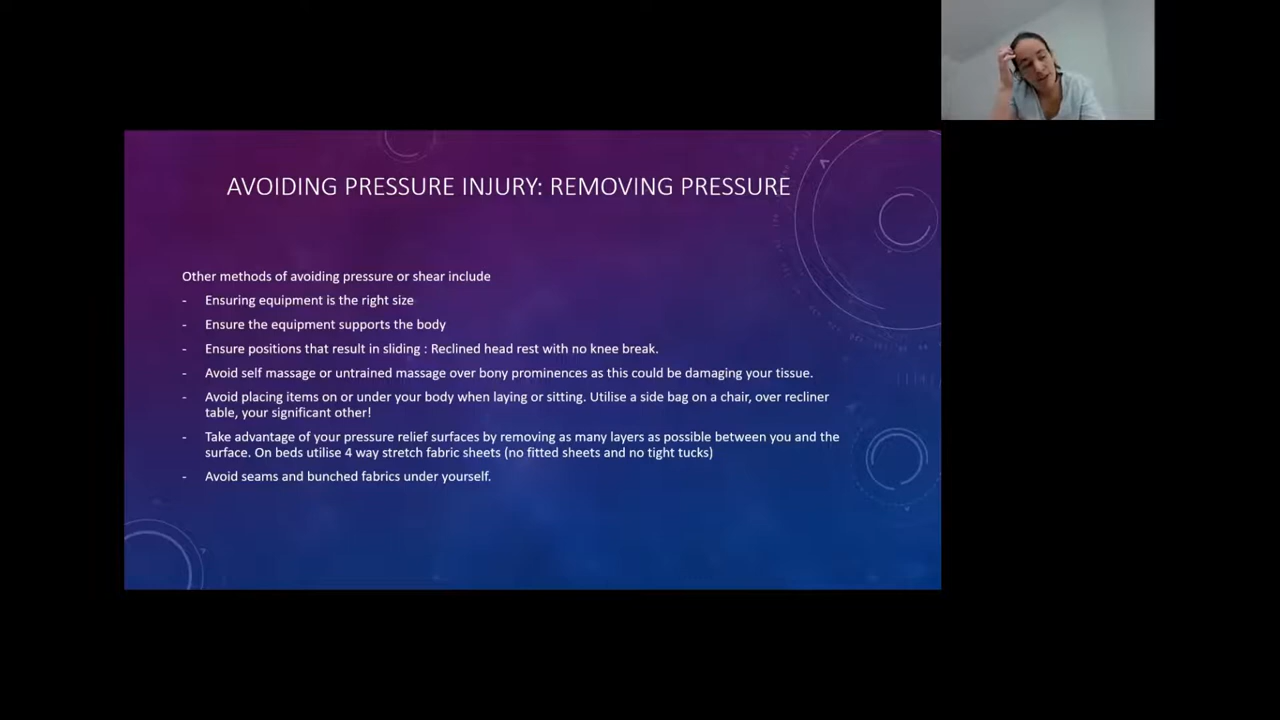 AVOIDING PRESSURE INJURY: REMOVING PRESSURE
Other methods of avoiding pressure or shear include
- Ensuring equipment is the right size
- Ensure the equipment supports the body
- Ensure positions that result in sliding : Reclined head rest with no knee break.
- Avoid self massage or untrained massage over bony prominences as this could be damaging your tissue.
- Avoid placing items on or under your body when laying or sitting. Utilise a side bag on a chair, over recliner
table, your significant other!
- Take advantage of your pressure relief surfaces by removing as many layers as possible between you and the
surface. On beds utilise 4 way stretch fabric sheets (no fitted sheets and no tight tucks)
- Avoid seams and bunched fabrics under yourself.